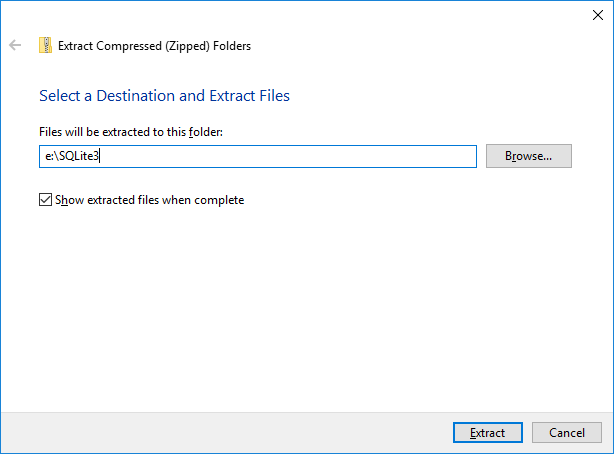 Extract Compressed (Zipped) Folders
Select a Destination and Extract Files
Files will be extracted to this folder:
e:\SQLite3
Browse...
Show extracted files when complete
Extract
Cancel